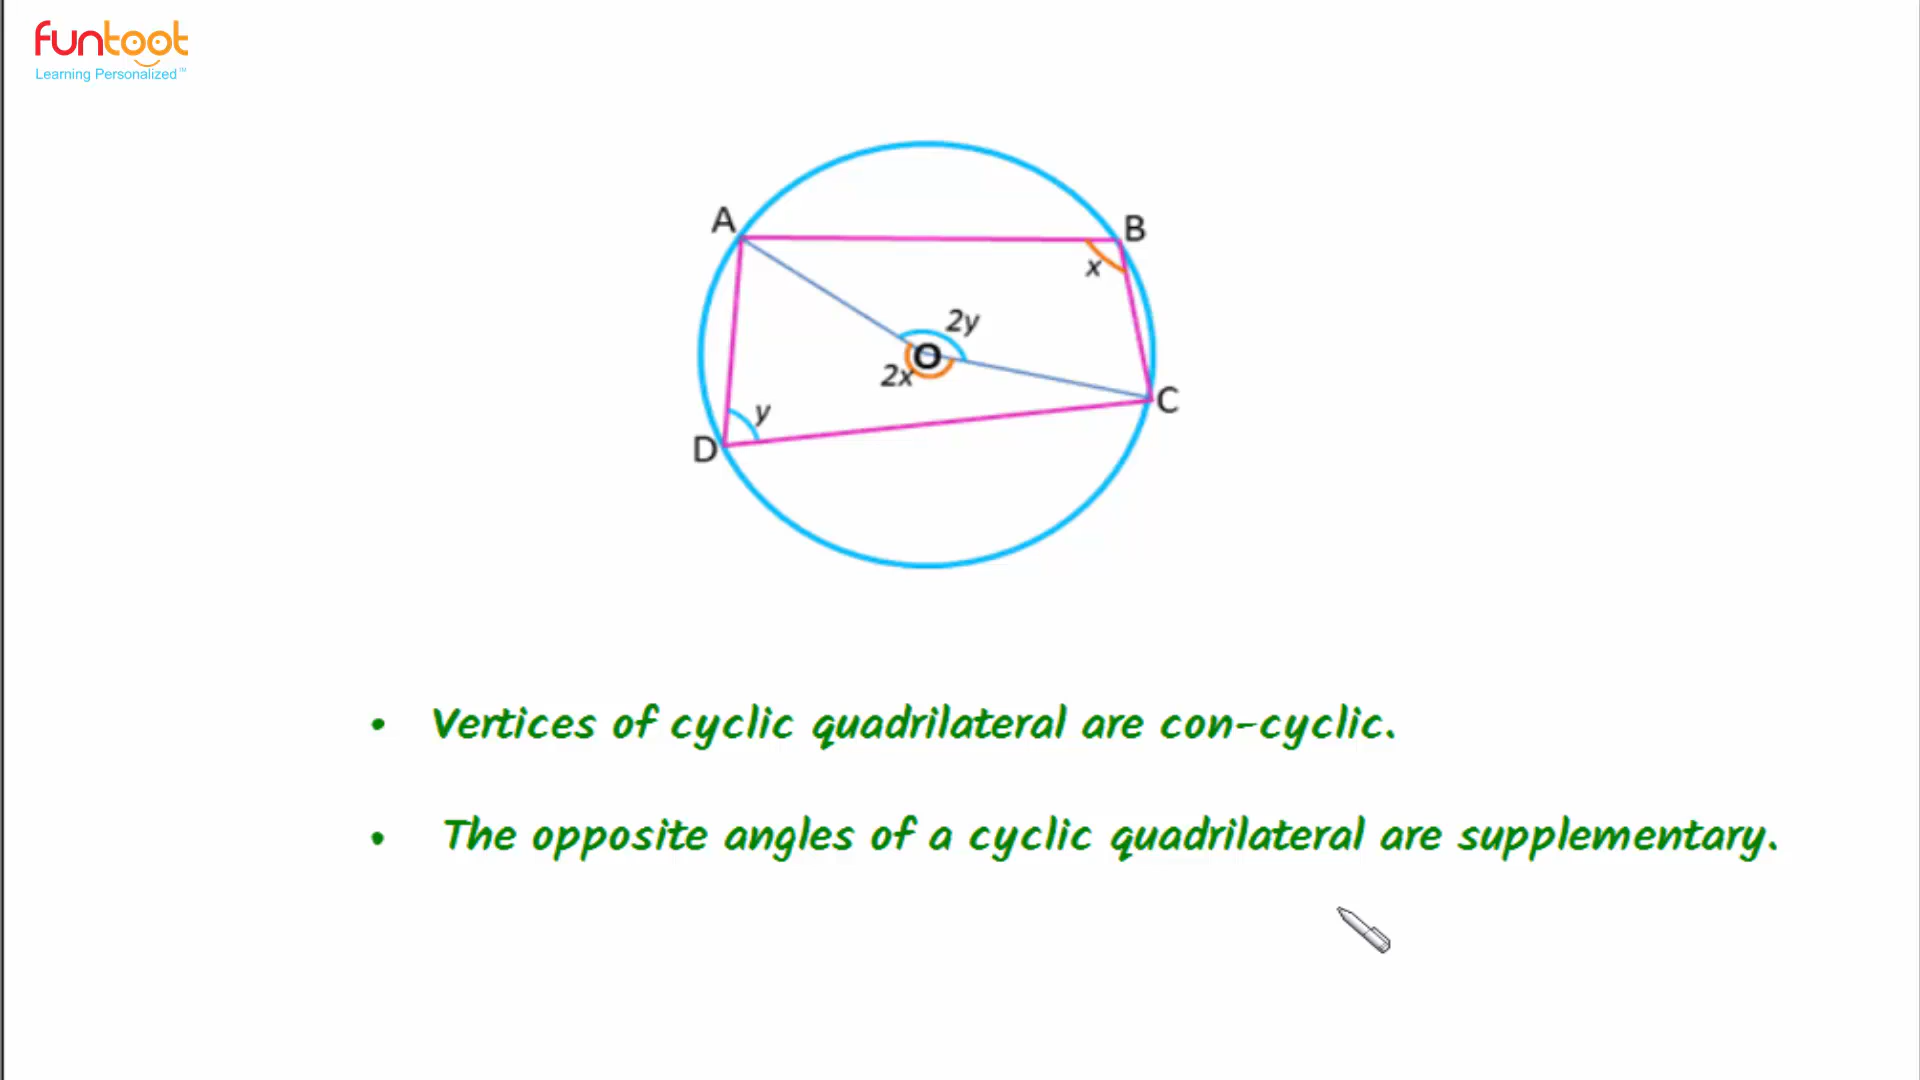 funtoot
Learning Personalized™
A
B
x
2y
O
2x
C
y
D
• Vertices of cyclic quadrilateral are con-cyclic.
• The opposite angles of a cyclic quadrilateral are supplementary.